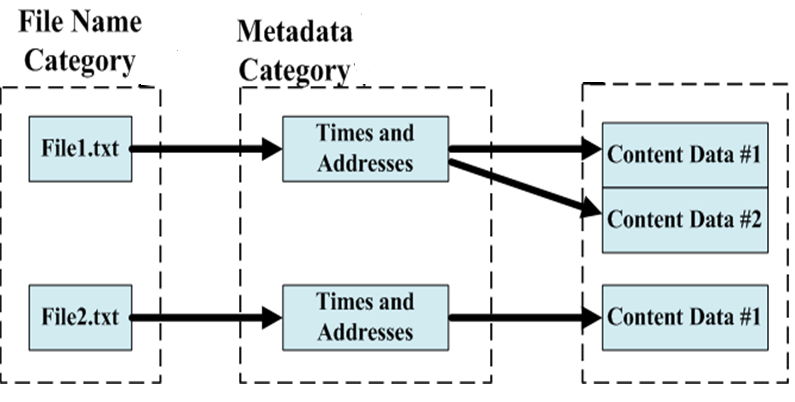 File Name
Category
Metadata
Category
File1.txt
Times and
Addresses
Content Data #1
Content Data #2
File2.txt
Times and
Addresses
Content Data #1